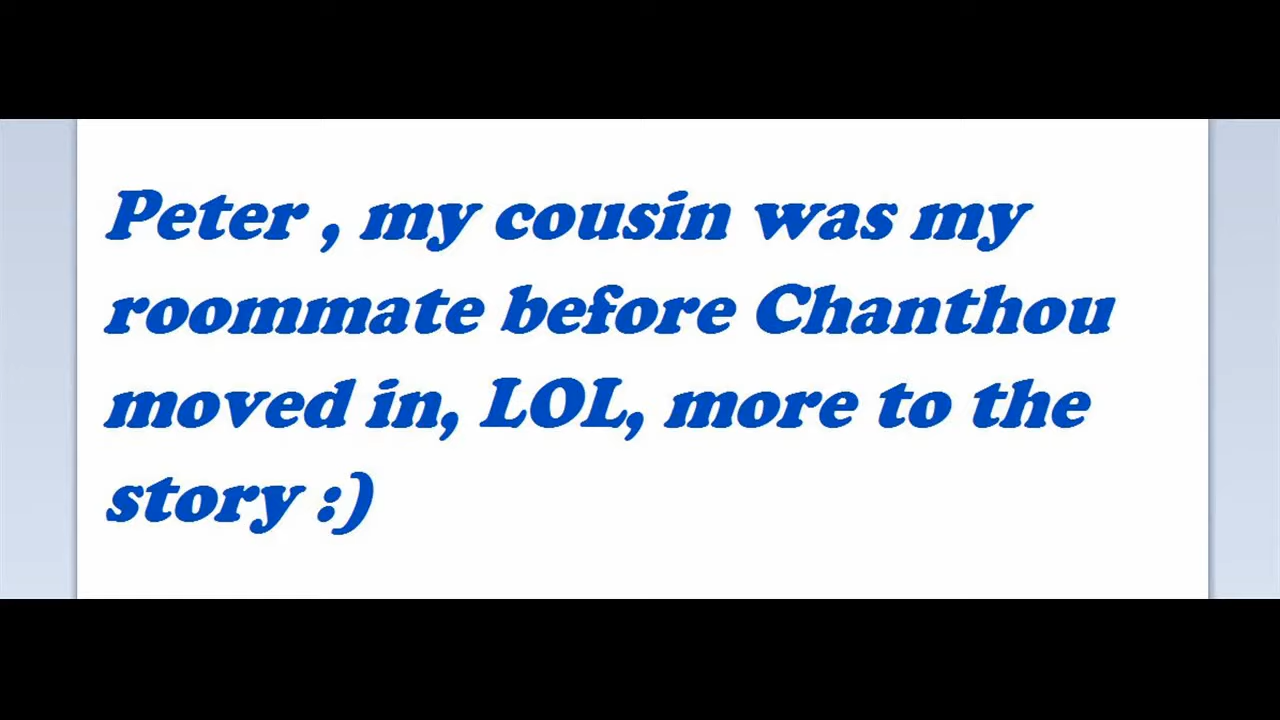 Peter , my cousin was my
roommate before Chanthou
moved in, LOL, more to the
story :)